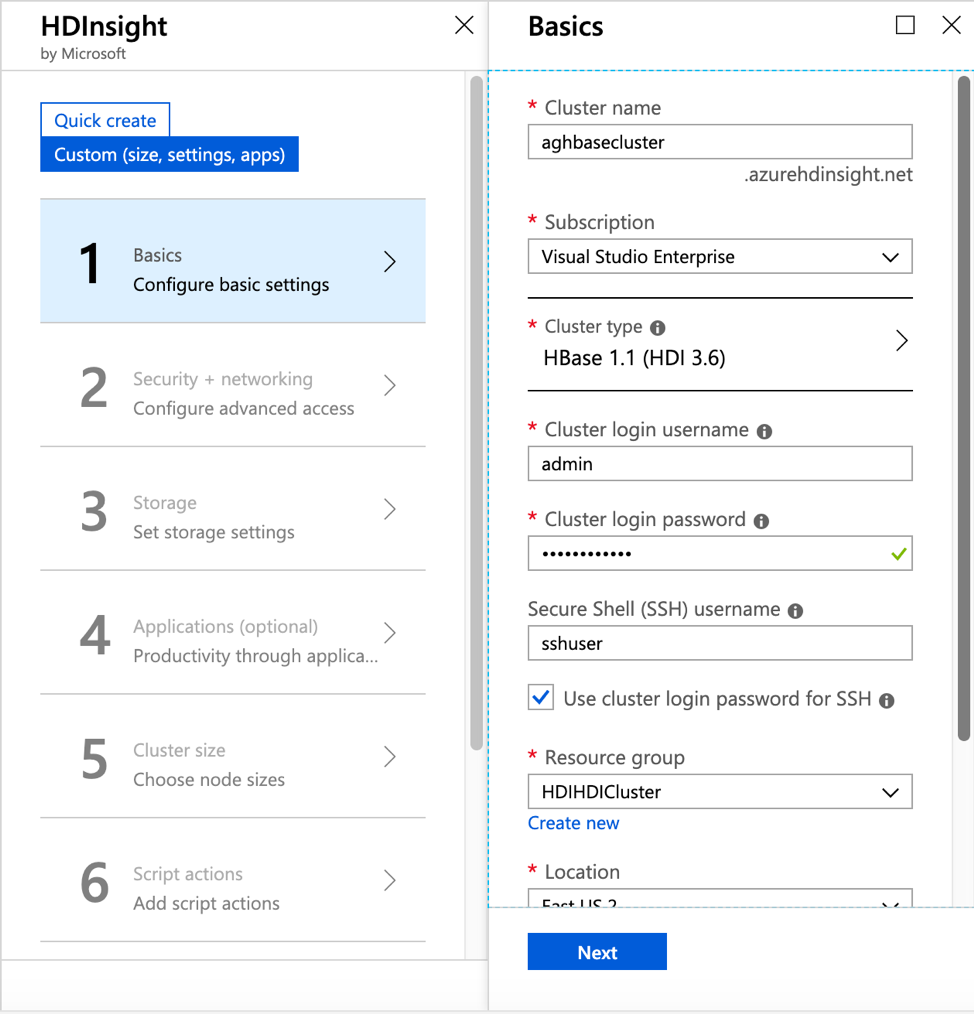 HDInsight
by Microsoft
Quick create
Custom (size, settings, apps)
1
Basics
Configure basic settings
2
Security + networking
Configure advanced access
3
Storage
Set storage settings
4
Applications (optional)
Productivity through applica...
5
Cluster size
Choose node sizes
6
Script actions
Add script actions
Basics
* Cluster name
aghbasecluster
.azurehdinsight.net
* Subscription
Visual Studio Enterprise
* Cluster type
HBase 1.1 (HDI 3.6)
* Cluster login username
admin
* Cluster login password
••••••••••••
Secure Shell (SSH) username
sshuser
Use cluster login password for SSH
* Resource group
HDIHDICluster
Create new
* Location
East US 2
Next